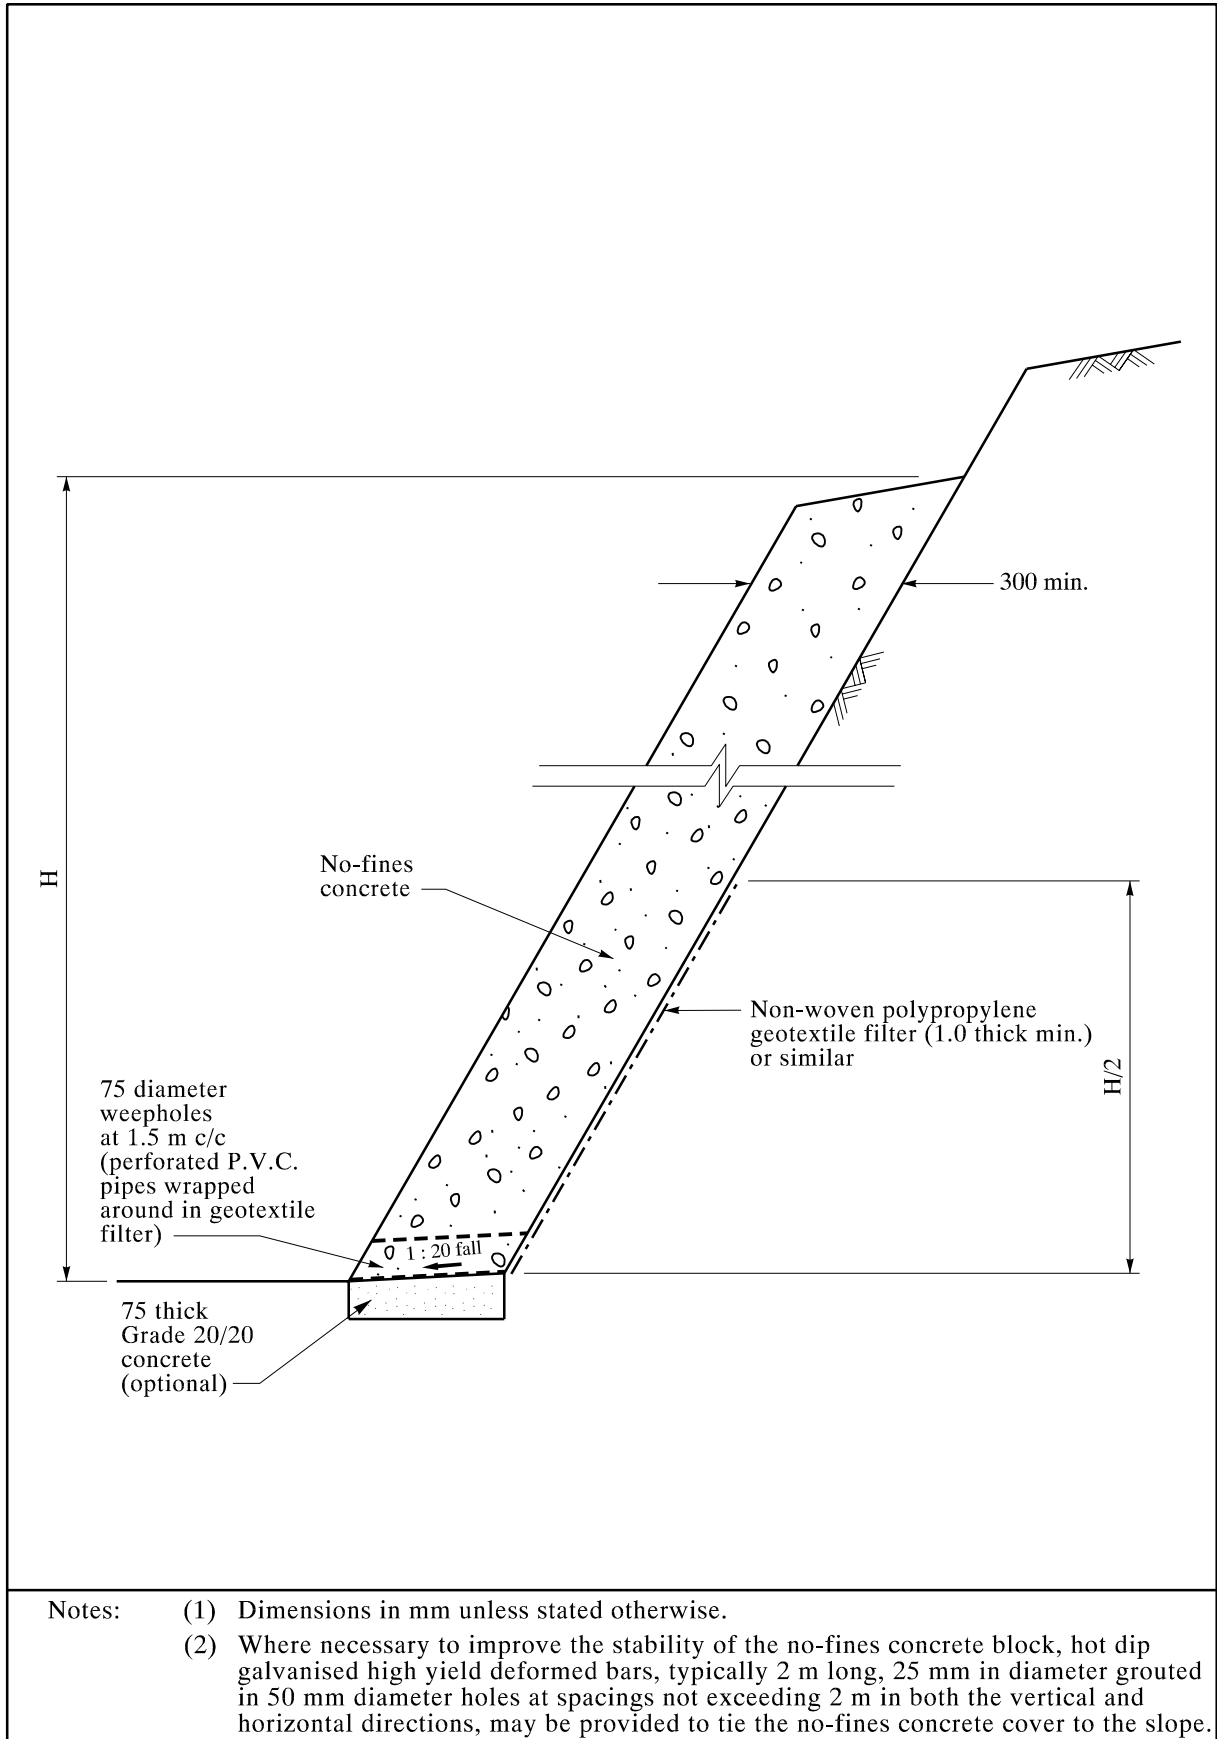 300 min.
H
No-fines
concrete
Non-woven polypropylene
geotextile filter (1.0 thick min.)
or similar
H/2
75 diameter
weepholes
at 1.5 m c/c
(perforated P.V.C.
pipes wrapped
around in geotextile
filter)
1 : 20 fall
75 thick
Grade 20/20
concrete
(optional)
Notes: (1) Dimensions in mm unless stated otherwise.
(2) Where necessary to improve the stability of the no-fines concrete block, hot dip
galvanised high yield deformed bars, typically 2 m long, 25 mm in diameter grouted
in 50 mm diameter holes at spacings not exceeding 2 m in both the vertical and
horizontal directions, may be provided to tie the no-fines concrete cover to the slope.